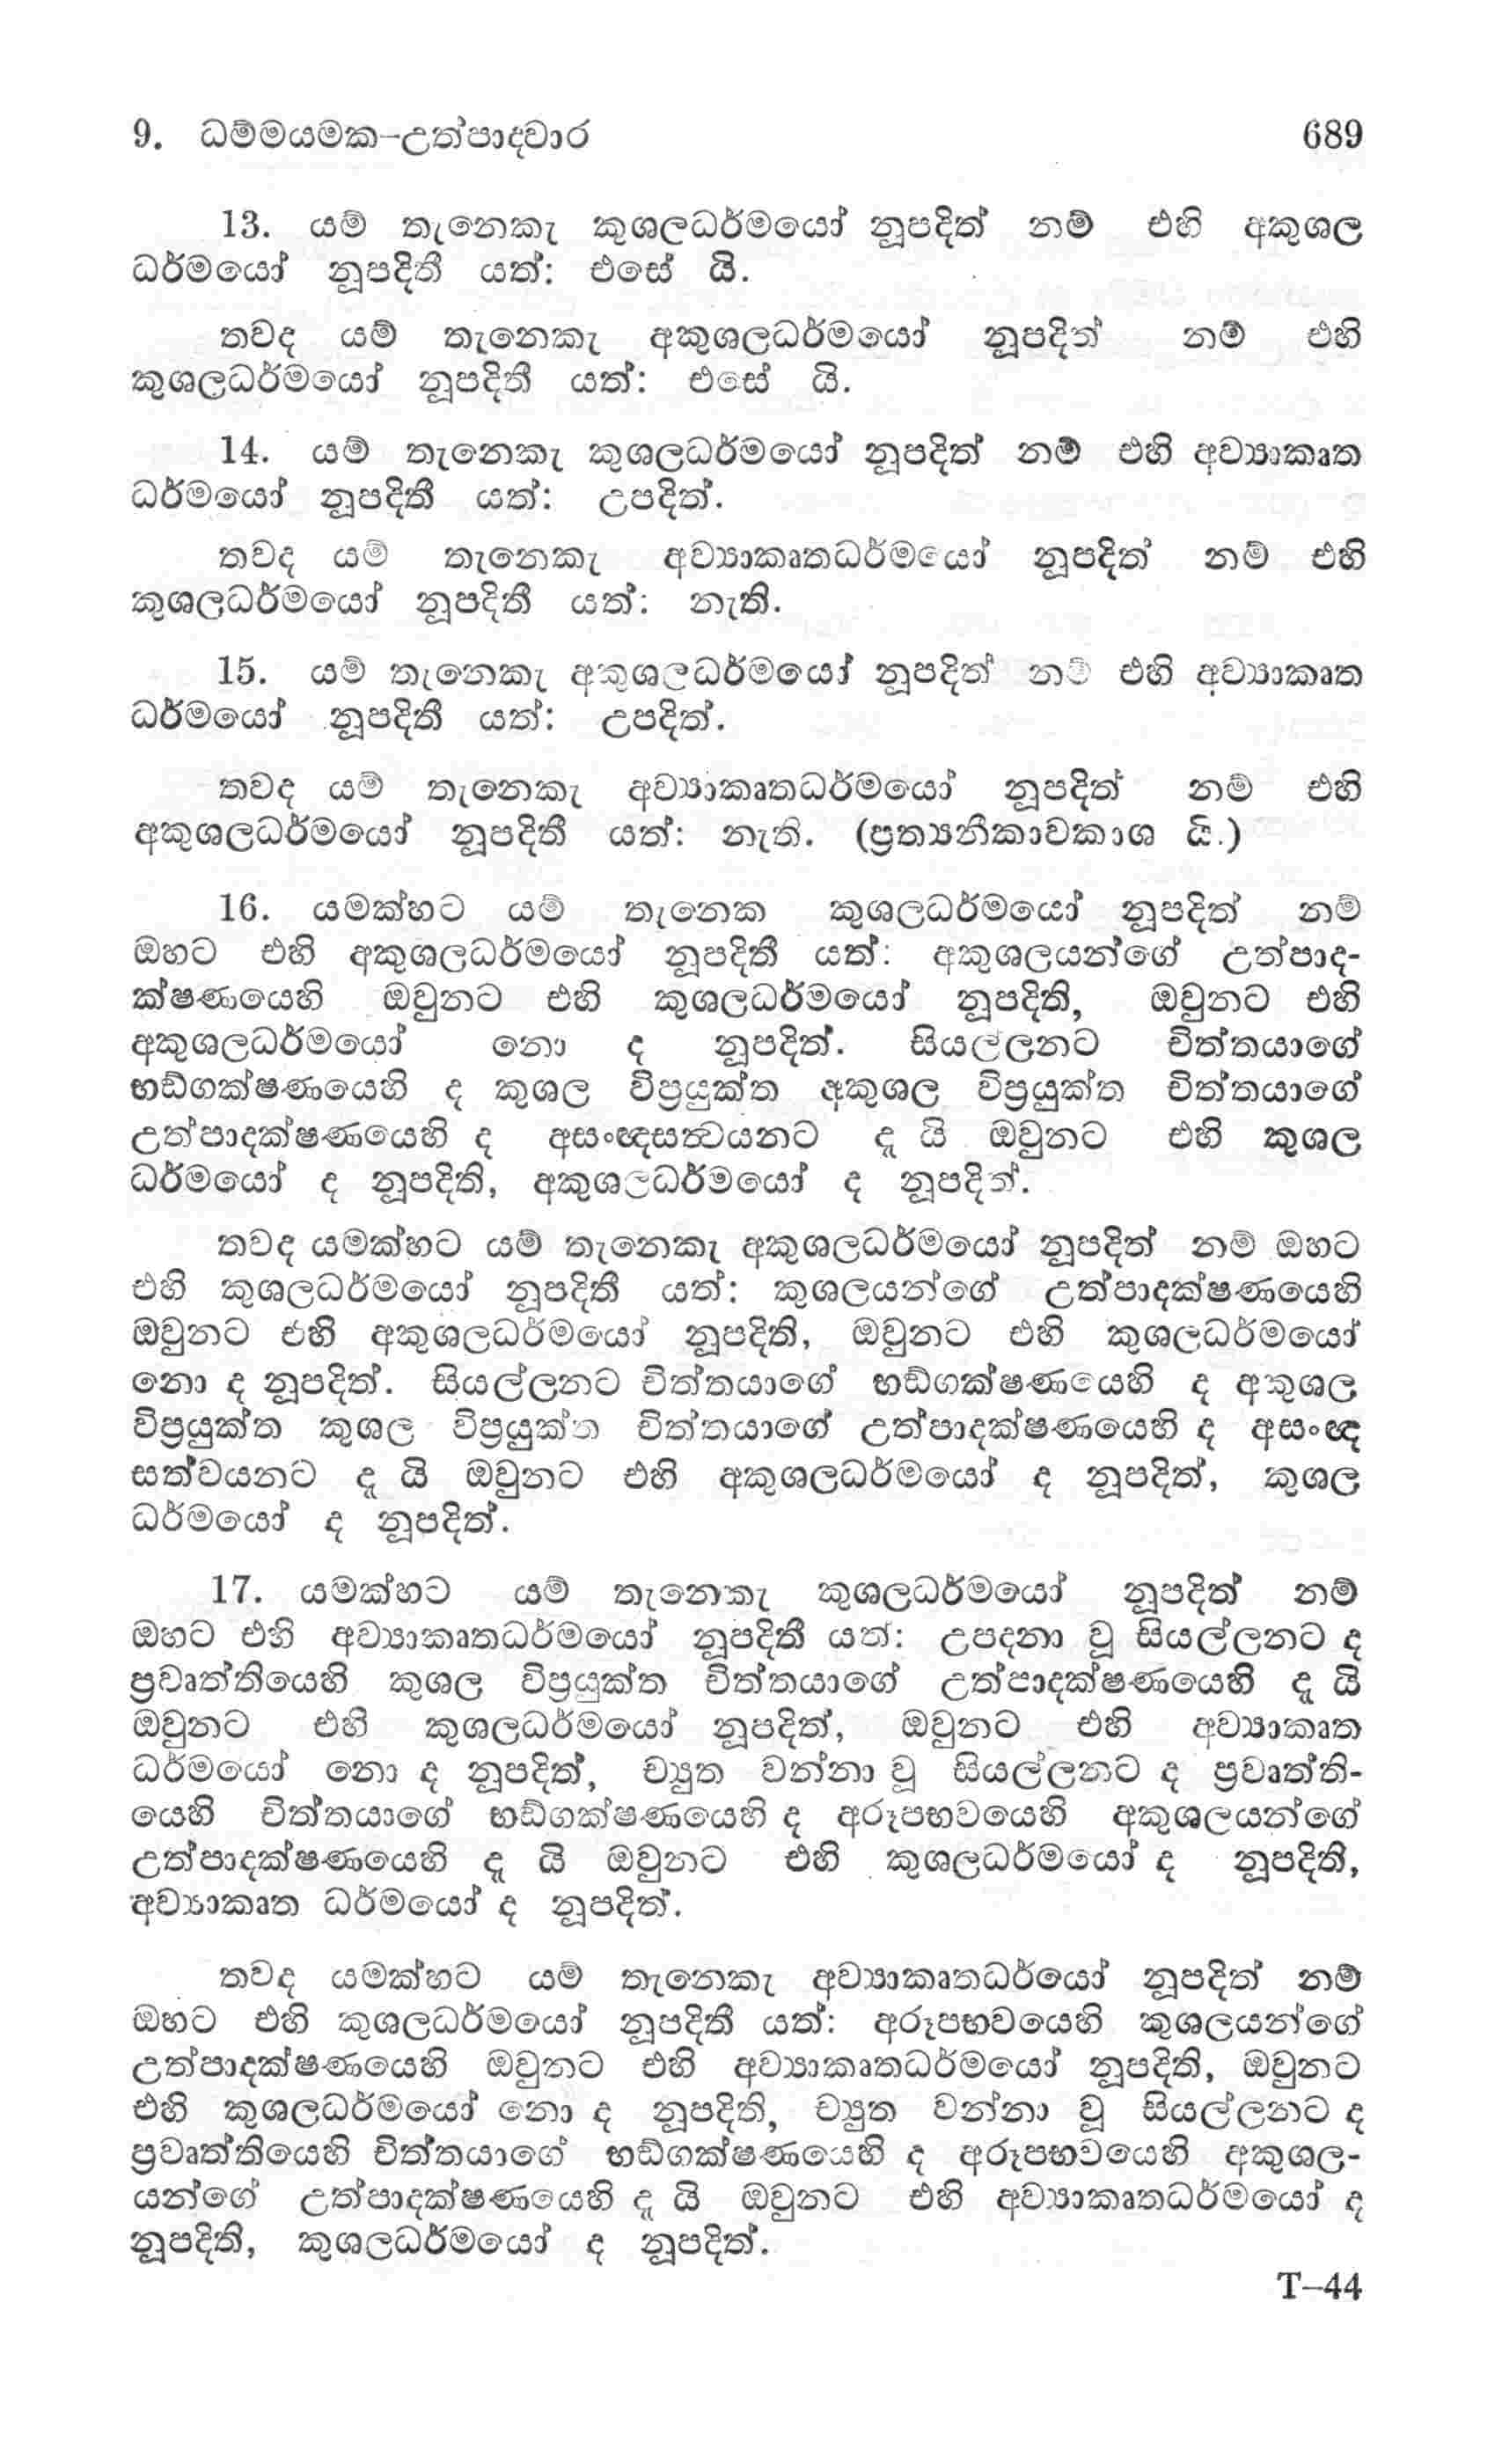 9. ධම්මයමක–උත්පාදවාර 689
13. යම් තැනෙකැ කුශලධර්මයෝ නූපදිත් නම් එහි අකුශල
ධර්මයෝ නූපදිතී යත්: එසේ යි.
තවද යම් තැනෙකැ අකුශලධර්මයෝ නූපදිත් නම් එහි
කුශලධර්මයෝ නූපදිතී යත්: එසේ යි.
14. යම් තැනෙකැ කුශලධර්මයෝ නූපදිත් නම් එහි අව්‍යාකෘත
ධර්මයෝ නූපදිතී යත්: උපදිත්.
තවද යම් තැනෙකැ අව්‍යාකෘතධර්මයෝ නූපදිත් නම් එහි
කුශලධර්මයෝ නූපදිතී යත්: නැති.
15. යම් තැනෙකැ අකුශලධර්මයෝ නූපදිත් නම් එහි අව්‍යාකෘත
ධර්මයෝ නූපදිතී යත්: උපදිත්.
තවද යම් තැනෙකැ අව්‍යාකෘතධර්මයෝ නූපදිත් නම් එහි
අකුශලධර්මයෝ නූපදිතී යත්: නැති. (ප්‍රත්‍යනීකාවකාශ යි.)
16. යමක්හට යම් තැනෙක කුශලධර්මයෝ නූපදිත් නම්
ඔහට එහි අකුශලධර්මයෝ නූපදිතී යත්: අකුශලයන්ගේ උත්පාද-
ක්ෂණයෙහි ඔවුනට එහි කුශලධර්මයෝ නූපදිති, ඔවුනට එහි
අකුශලධර්මයෝ නො ද නූපදිත්. සියල්ලනට චිත්තයාගේ
භඩ්ගක්ෂණයෙහි ද කුශල විප්‍රයුක්ත අකුශල විප්‍රයුක්ත චිත්තයාගේ
උත්පාදක්ෂණයෙහි ද අසංඥසත්‍වයනට ද යි ඔවුනට එහි කුශල
ධර්මයෝ ද නූපදිති, අකුශලධර්මයෝ ද නූපදිත්.
තවද යමක්හට යම් තැනෙකැ අකුශලධර්මයෝ නූපදිත් නම් ඔහට
එහි කුශලධර්මයෝ නූපදිතී යත්: කුශලයන්ගේ උත්පාදක්ෂණයෙහි
ඔවුනට එහි අකුශලධර්මයෝ නූපදිති, ඔවුනට එහි කුශලධර්මයෝ
නො ද නූපදිත්. සියල්ලනට චිත්තයාගේ භඩ්ගක්ෂණයෙහි ද අකුශල
විප්‍රයුක්ත කුශල විප්‍රයුක්ත චිත්තයාගේ උත්පාදක්ෂණයෙහි ද අසංඥ
සත්වයනට ද යි ඔවුනට එහි අකුශලධර්මයෝ ද නූපදිත්, කුශල
ධර්මයෝ ද නූපදිත්.
17. යමක්හට යම් තැනෙකැ කුශලධර්මයෝ නූපදිත් නම්
ඔහට එහි අව්‍යාකෘතධර්මයෝ නූපදිතී යත්: උපදනා වූ සියල්ලනට ද
ප්‍රවෘත්තියෙහි කුශල විප්‍රයුක්ත චිත්තයාගේ උත්පාදක්ෂණයෙහි දැ යි
ඔවුනට එහි කුශලධර්මයෝ නූපදිත්, ඔවුනට එහි අව්‍යාකෘත
ධර්මයෝ නො ද නූපදිත්, ච්‍යුත වන්නා වූ සියල්ලනට ද ප්‍රවෘත්ති-
යෙහි චිත්තයාගේ භඩ්ගක්ෂණයෙහි ද අරූපභවයෙහි අකුශලයන්ගේ
උත්පාදක්ෂණයෙහි දැ යි ඔවුනට එහි කුශලධර්මයෝ ද නූපදිති,
අව්‍යාකෘත ධර්මයෝ ද නූපදිත්.
තවද යමක්හට යම් තැනෙකැ අව්‍යාකෘතධර්යෝ නූපදිත් නම්
ඔහට එහි කුශලධර්මයෝ නූපදිතී යත්: අරූපභවයෙහි කුශලයන්ගේ
උත්පාදක්ෂණයෙහි ඔවුනට එහි අව්‍යාකෘතධර්මයෝ නූපදිති, ඔවුනට
එහි කුශලධර්මයෝ නො ද නූපදිති, ච්‍යුත වන්නා වූ සියල්ලනට ද
ප්‍රවෘත්තියෙහි චිත්තයාගේ භඩ්ගක්ෂණයෙහි ද අරූපභවයෙහි අකුශල-
යන්ගේ උත්පාදක්ෂණයෙහි දැ යි ඔවුනට එහි අව්‍යාකෘතධර්මයෝ ද
නූපදිති, කුශලධර්මයෝ ද නූපදිත්.
T–44